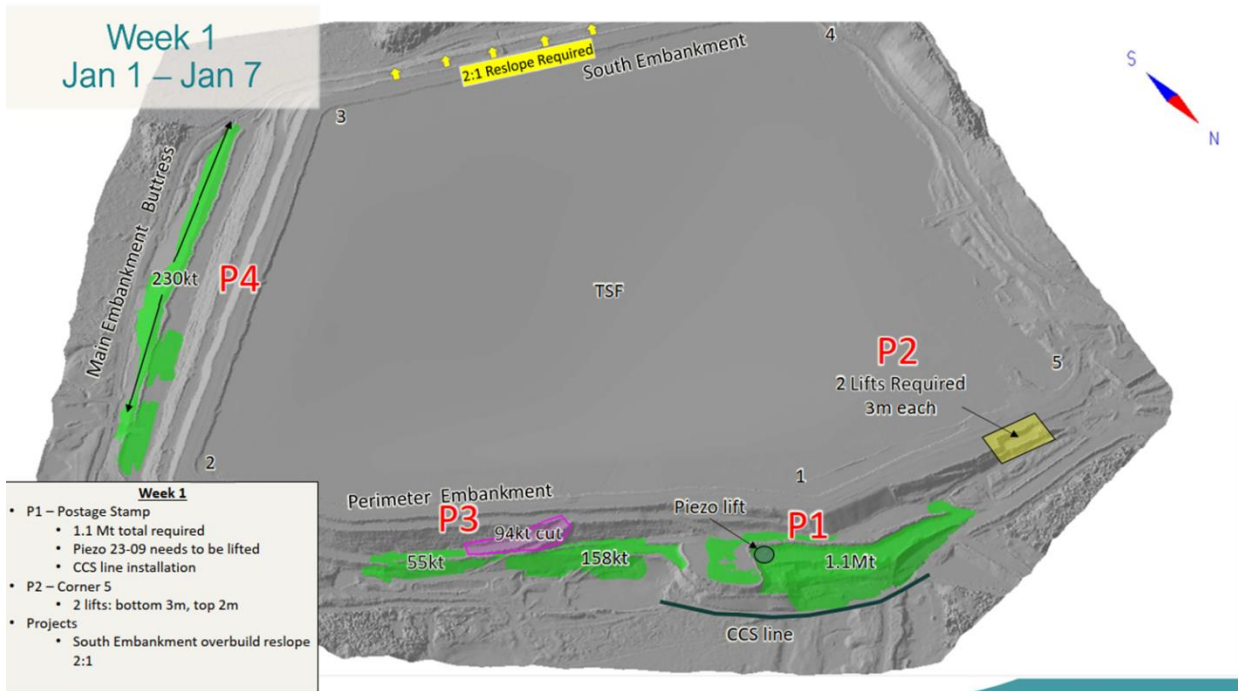 Week 1
Jan 1 – Jan 7
2:1 Reslope Required
South Embankment
4
S
N
3
Main Embankment Buttress
230kt
P4
TSF
P2
2 Lifts Required
3m each
5
2
1
Perimeter Embankment
Piezo lift
P3
P1
94kt cut
55kt
158kt
1.1Mt
CCS line
Week 1
• P1 – Postage Stamp
• 1.1 Mt total required
• Piezo 23-09 needs to be lifted
• CCS line installation
• P2 – Corner 5
• 2 lifts: bottom 3m, top 2m
• Projects
• South Embankment overbuild reslope
2:1